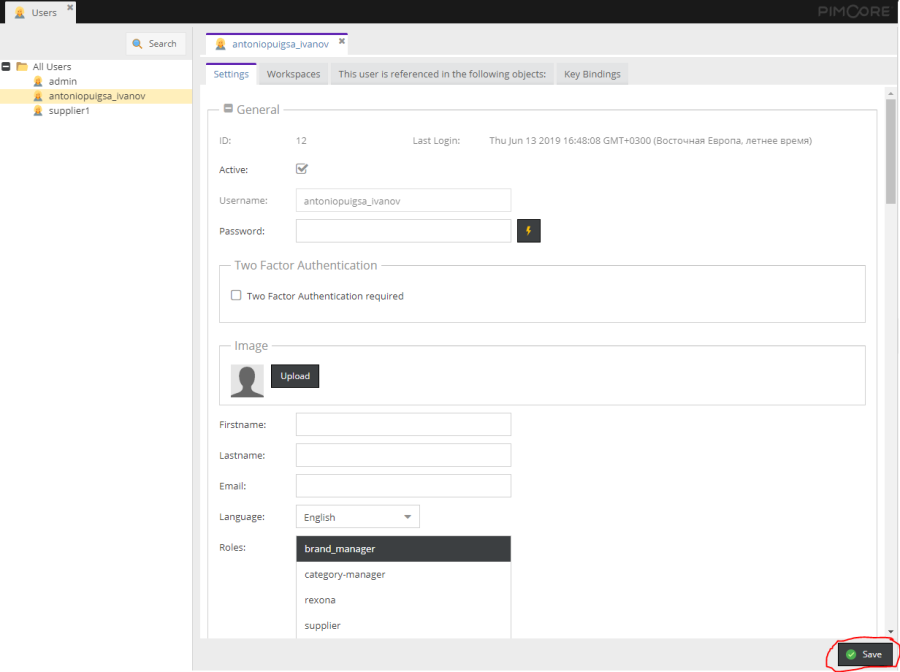 Users
PIMCORE
Search
antoniopuigsa_ivanov
All Users
admin
antoniopuigsa_ivanov
supplier1
Settings
Workspaces
This user is referenced in the following objects:
Key Bindings
General
ID: 12 Last Login: Thu Jun 13 2019 16:48:08 GMT+0300 (Восточная Европа, летнее время)
Active:
Username: antoniopuigsa_ivanov
Password:
Two Factor Authentication
Two Factor Authentication required
Image
Upload
Firstname:
Lastname:
Email:
Language: English
Roles: brand_manager
category-manager
rexona
supplier
Save